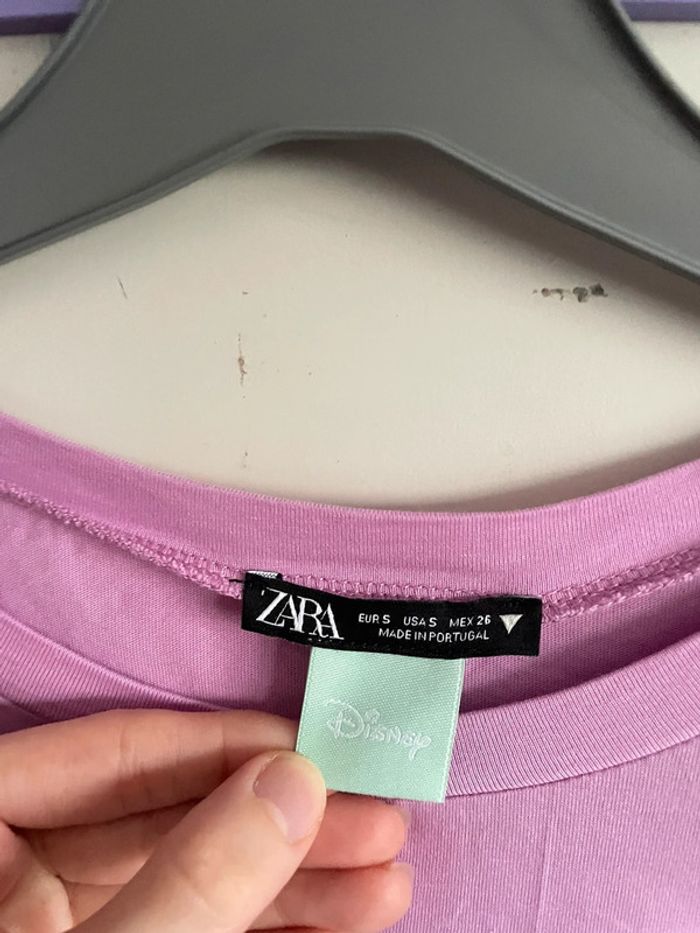 ZARA
EUR S USA S MEX 26
MADE IN PORTUGAL
Disney